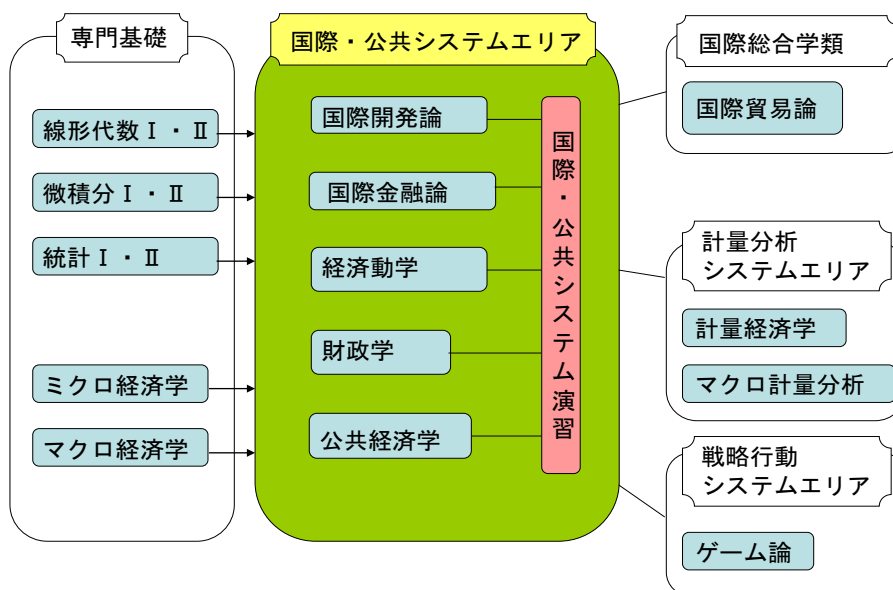 専門基礎
線形代数Ⅰ・Ⅱ
微積分Ⅰ・Ⅱ
統計Ⅰ・Ⅱ
ミクロ経済学
マクロ経済学
国際・公共システムエリア
国際開発論
国際金融論
経済動学
財政学
公共経済学
国際・公共システム演習
国際総合学類
国際貿易論
計量分析
システムエリア
計量経済学
マクロ計量分析
戦略行動
システムエリア
ゲーム論